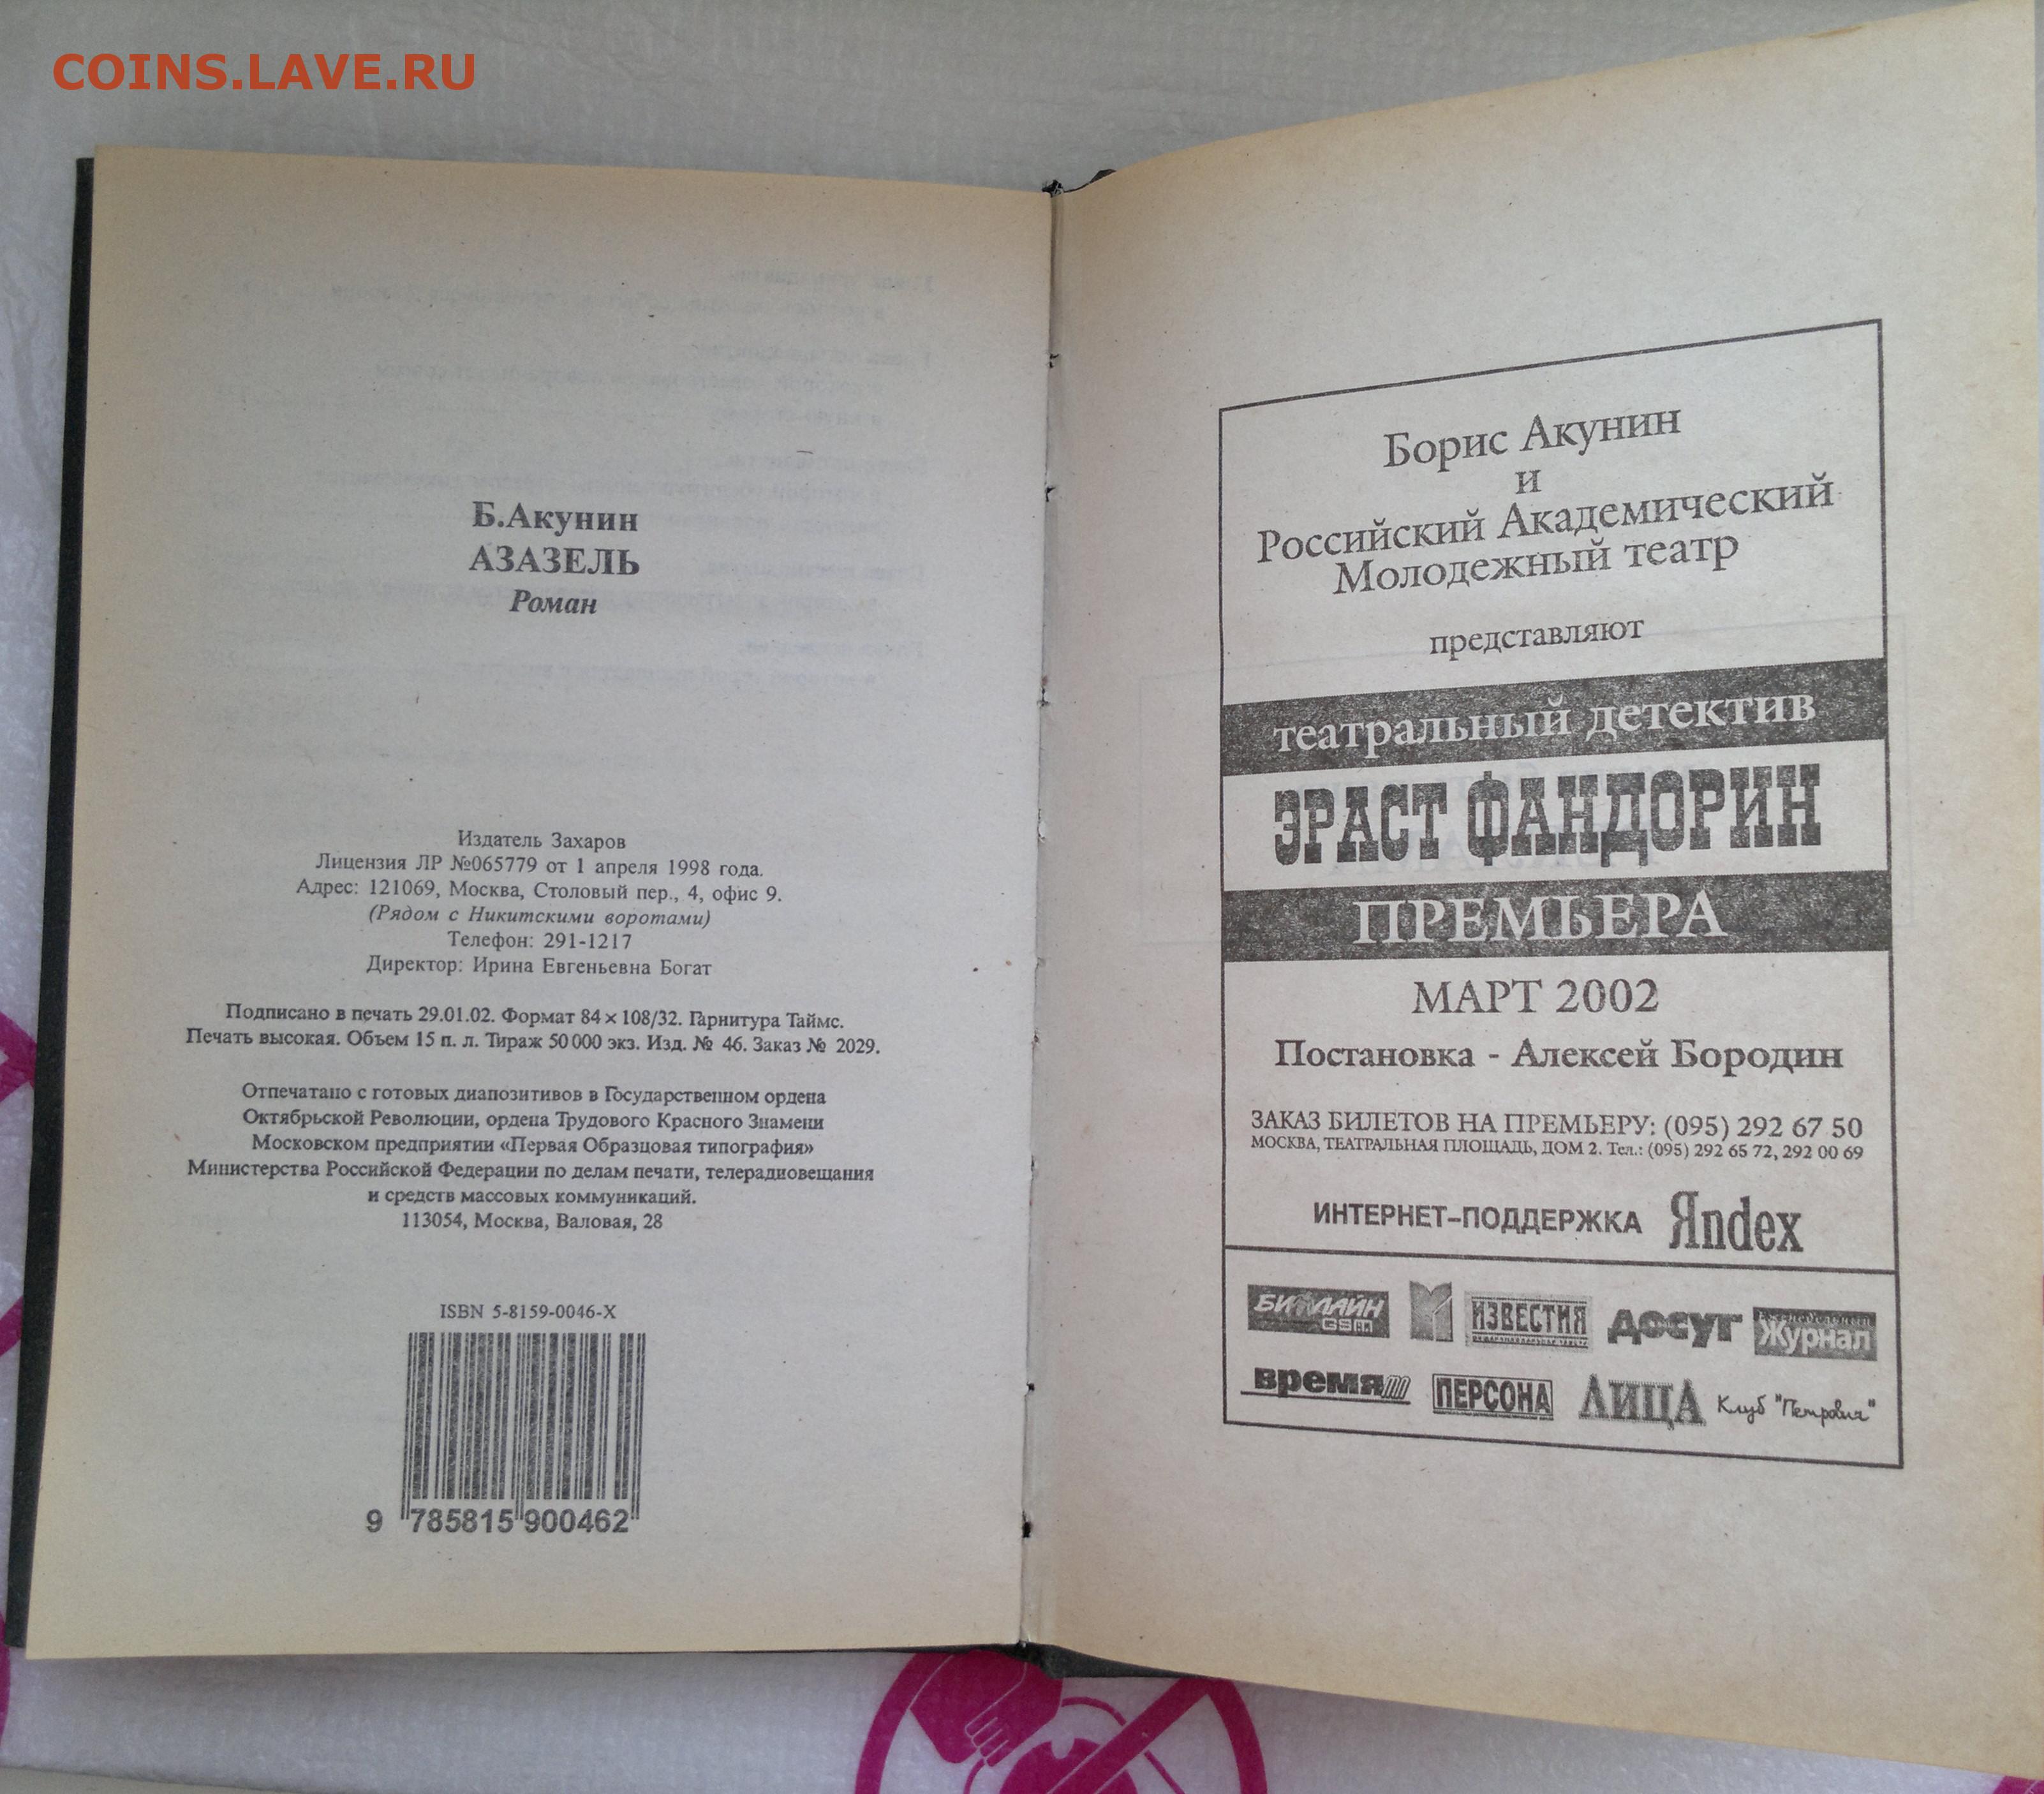 COINS.LAVE.RU
Б.Акунин
АЗАЗЕЛЬ
Роман
Издатель Захаров
Лицензия ЛР №065779 от 1 апреля 1998 года.
Адрес: 121069, Москва, Столовый пер., 4, офис 9.
(Рядом с Никитскими воротами)
Телефон: 291-1217
Директор: Ирина Евгеньевна Богат
Подписано в печать 29.01.02. Формат 84×108/32. Гарнитура Таймс.
Печать высокая. Объем 15 п. л. Тираж 50 000 экз. Изд. № 46. Заказ № 2029.
Отпечатано с готовых диапозитивов в Государственном ордена
Октябрьской Революции, ордена Трудового Красного Знамени
Московском предприятии «Первая Образцовая типография»
Министерства Российской Федерации по делам печати, телерадиовещания
и средств массовых коммуникаций.
113054, Москва, Валовая, 28
ISBN 5-8159-0046-X
9 785815 900462
Борис Акунин
и
Российский Академический
Молодежный театр
представляют
театральный детектив
ЭРАСТ ФАНДОРИН
ПРЕМЬЕРА
МАРТ 2002
Постановка - Алексей Бородин
ЗАКАЗ БИЛЕТОВ НА ПРЕМЬЕРУ: (095) 292 67 50
МОСКВА, ТЕАТРАЛЬНАЯ ПЛОЩАДЬ, ДОМ 2. Тел.: (095) 292 65 72, 292 00 69
ИНТЕРНЕТ-ПОДДЕРЖКА Яndex
БИЛАЙН GSM ИЗВЕСТИЯ ДОСУГ Еженедельный Журнал
время ПЕРСОНА ЛИЦА Клуб "Петрович"